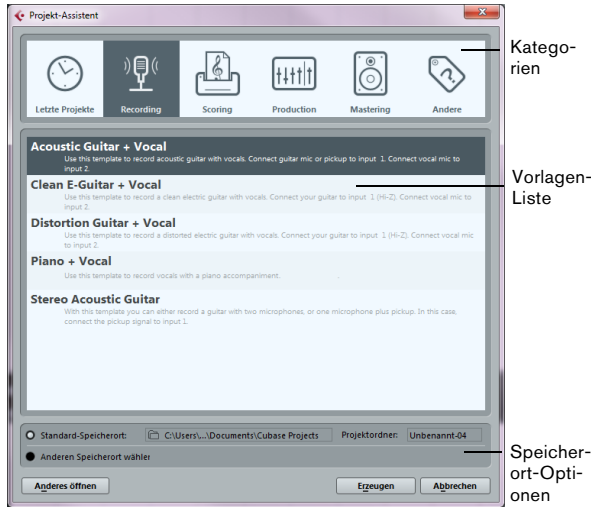 Projekt-Assistent
Letzte Projekte
Recording
Scoring
Production
Mastering
Andere
Katego-
rien
Acoustic Guitar + Vocal
Use this template to record acoustic guitar with vocals. Connect guitar mic or pickup to input 1. Connect vocal mic to
input 2.
Clean E-Guitar + Vocal
Use this template to record a clean electric guitar with vocals. Connect your guitar to input 1 (Hi-Z). Connect vocal mic to
input 2.
Vorlagen-
Liste
Distortion Guitar + Vocal
Use this template to record a distorted electric guitar with vocals. Connect your guitar to input 1 (Hi-Z). Connect vocal mic
to input 2.
Piano + Vocal
Use this template to record vocals with a piano accompaniment.
Stereo Acoustic Guitar
With this template you can either record a guitar with two microphones, or one microphone plus pickup. In this case,
connect the pickup signal to input 1.
Standard-Speicherort: C:\Users\...\Documents\Cubase Projects Projektordner: Unbenannt-04
Anderen Speicherort wähler
Speicher-
ort-Opti-
onen
Anderes öffnen Erzeugen Abbrechen